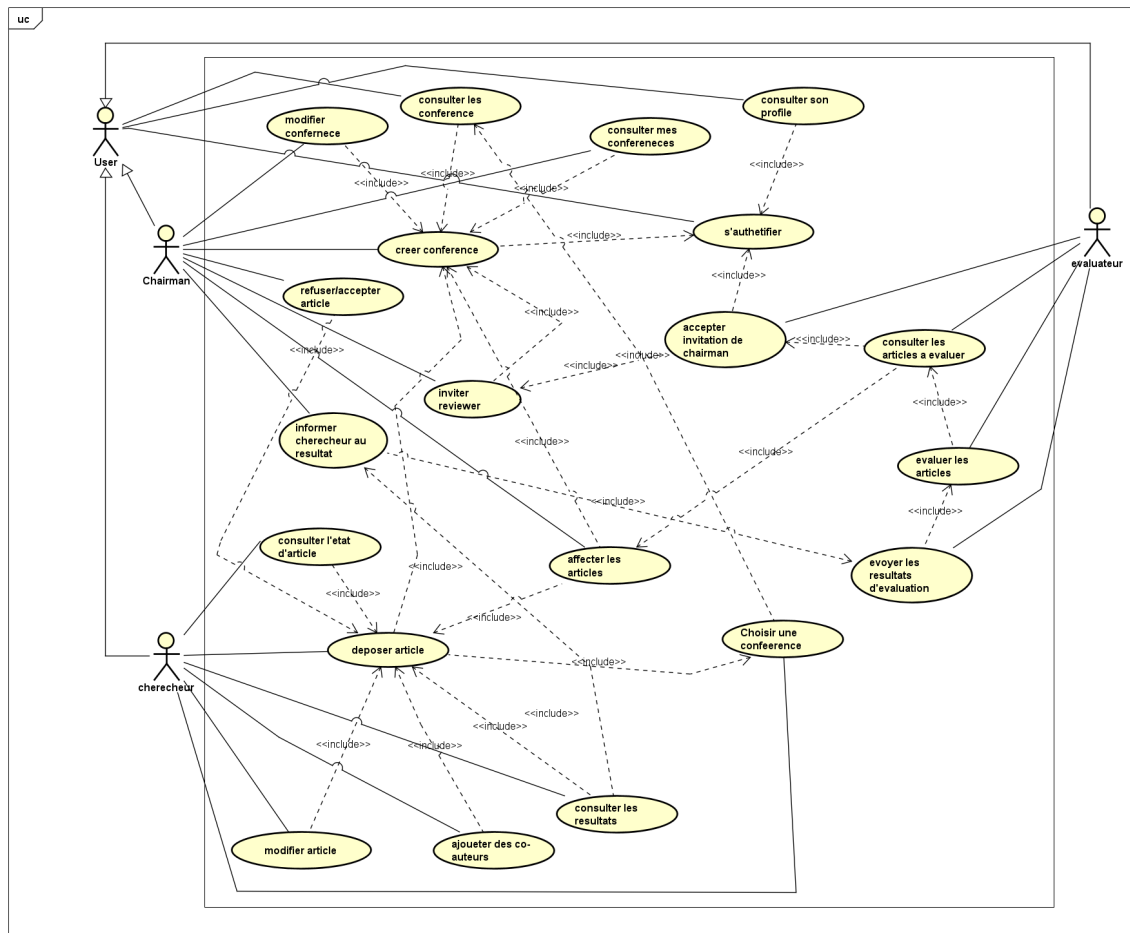 uc
consulter les
conference
consulter son
profile
modifier
confernece
consulter mes
confereneces
User
<<include>>
<<include>>
<<include>>
<<include>>
s'authetifier
creer conference
<<include>>
evaluateur
Chairman
<<include>>
refuser/accepter
article
<<include>>
accepter
invitation de
chairman
<<include>>
consulter les
articles a evaluer
<<include>>
<<include>>
<<include>>
inviter
reviewer
<<include>>
informer
cherecheur au
resultat
<<include>>
<<include>>
evaluer les
articles
<<include>>
<<include>>
consulter l'etat
d'article
affecter les
articles
<<include>>
evoyer les
resultats
d'evaluation
<<include>>
<<include>>
Choisir une
confeerence
deposer article
<<include>>
cherecheur
<<include>>
<<include>>
<<include>>
<<include>>
consulter les
resultats
modifier article
ajoueter des co-
auteurs